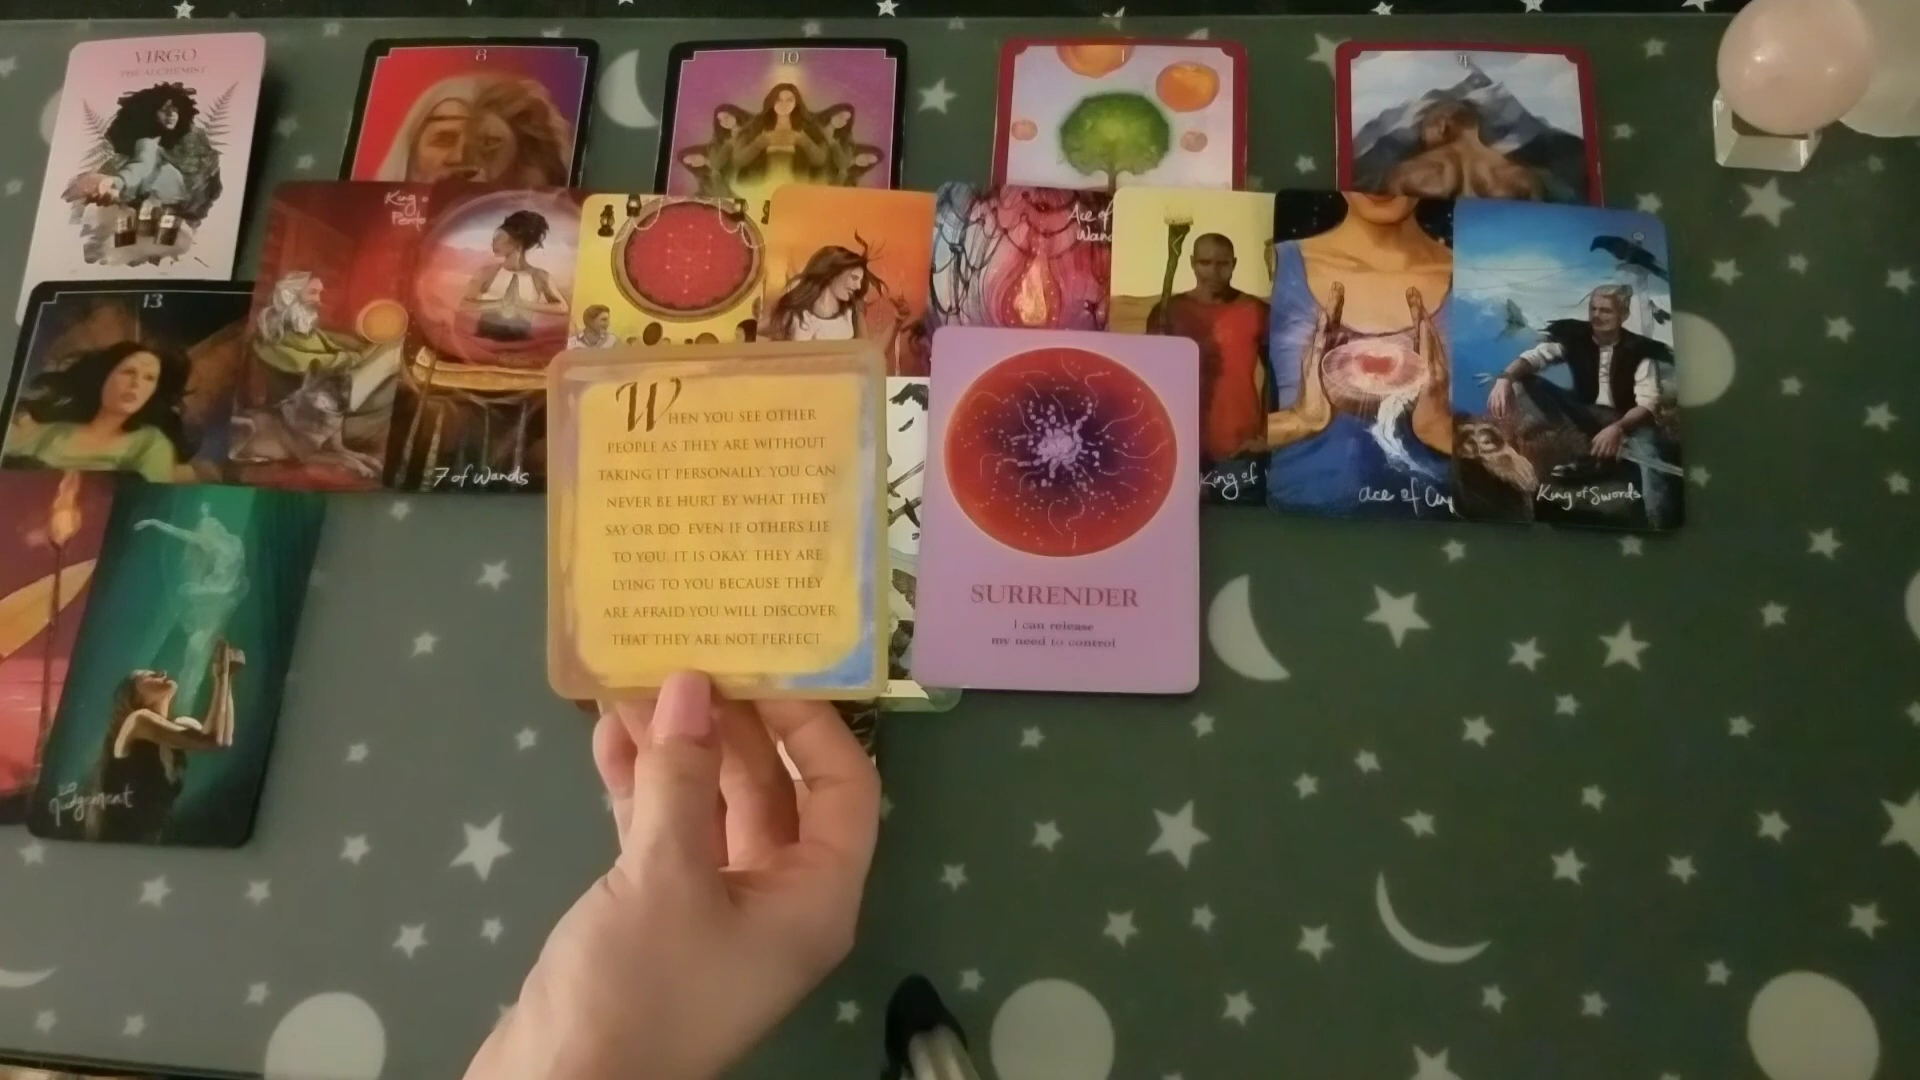 VIRGO
THE ALCHEMIST
8
10
1
4
King o
13
Ace of
Wand
7 of Wands
King of
Ace of Cu
King of Swords
WHEN YOU SEE OTHER
PEOPLE AS THEY ARE WITHOUT
TAKING IT PERSONALLY, YOU CAN
NEVER BE HURT BY WHAT THEY
SAY OR DO. EVEN IF OTHERS LIE
TO YOU, IT IS OKAY. THEY ARE
LYING TO YOU BECAUSE THEY
ARE AFRAID YOU WILL DISCOVER
THAT THEY ARE NOT PERFECT
SURRENDER
I can release
my need to control
20
Judgement